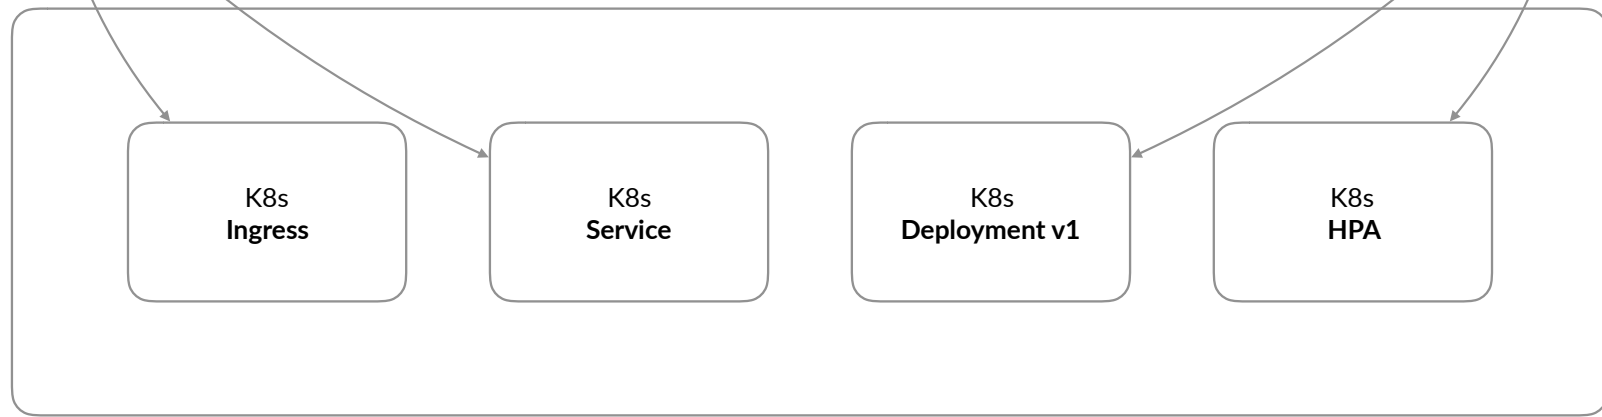 K8s
Ingress
K8s
Service
K8s
Deployment v1
K8s
HPA